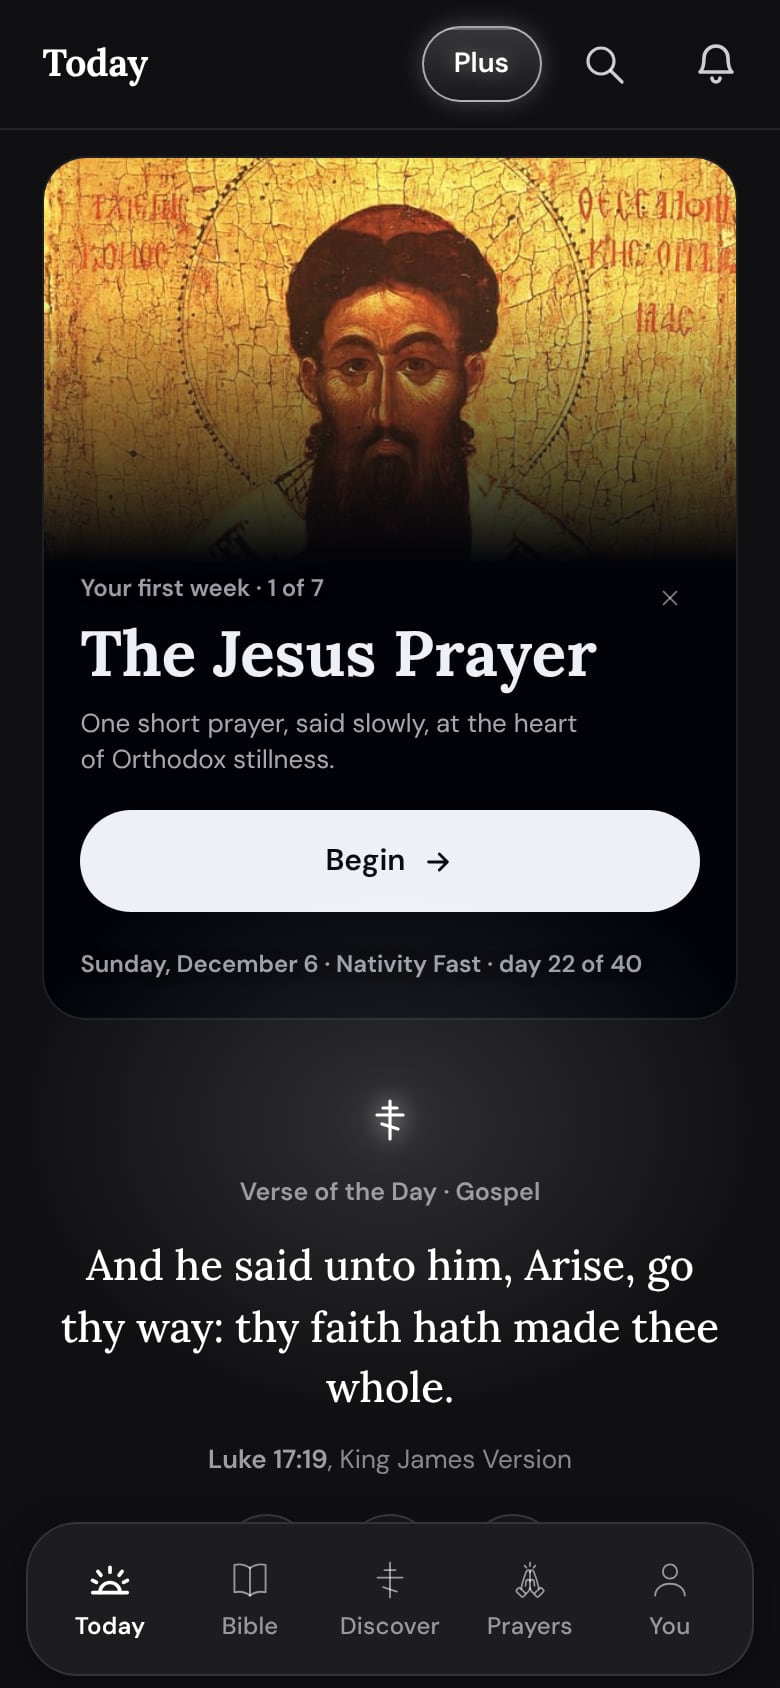 Today
Plus
Your first week · 1 of 7
The Jesus Prayer
One short prayer, said slowly, at the heart
of Orthodox stillness.
Begin →
Sunday, December 6 · Nativity Fast · day 22 of 40
Verse of the Day · Gospel
And he said unto him, Arise, go
thy way: thy faith hath made thee
whole.
Luke 17:19, King James Version
Today
Bible
Discover
Prayers
You